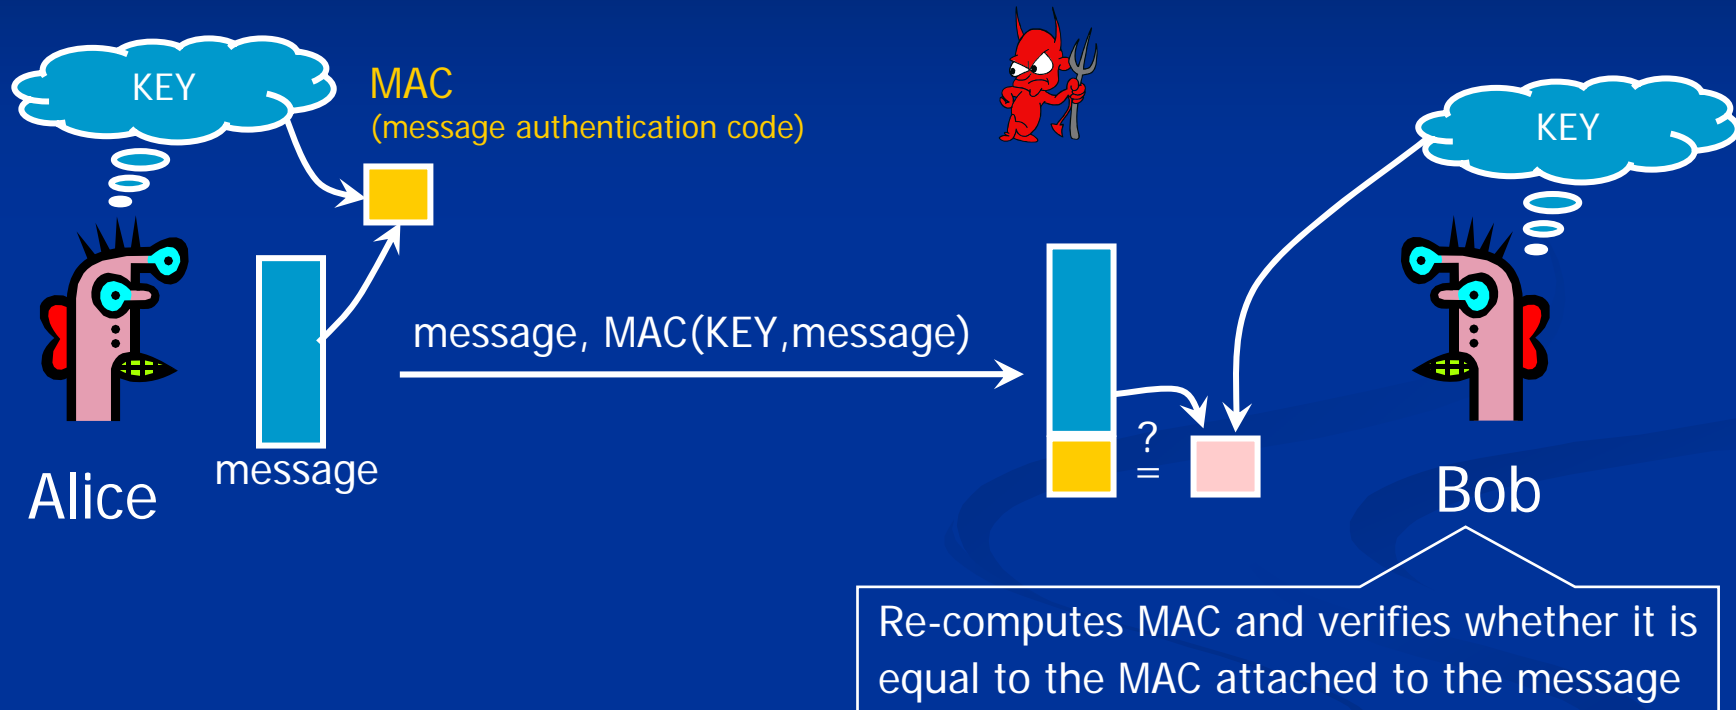 KEY
MAC
(message authentication code)
KEY
message, MAC(KEY,message)
?
=
message
Alice
Bob
Re-computes MAC and verifies whether it is
equal to the MAC attached to the message